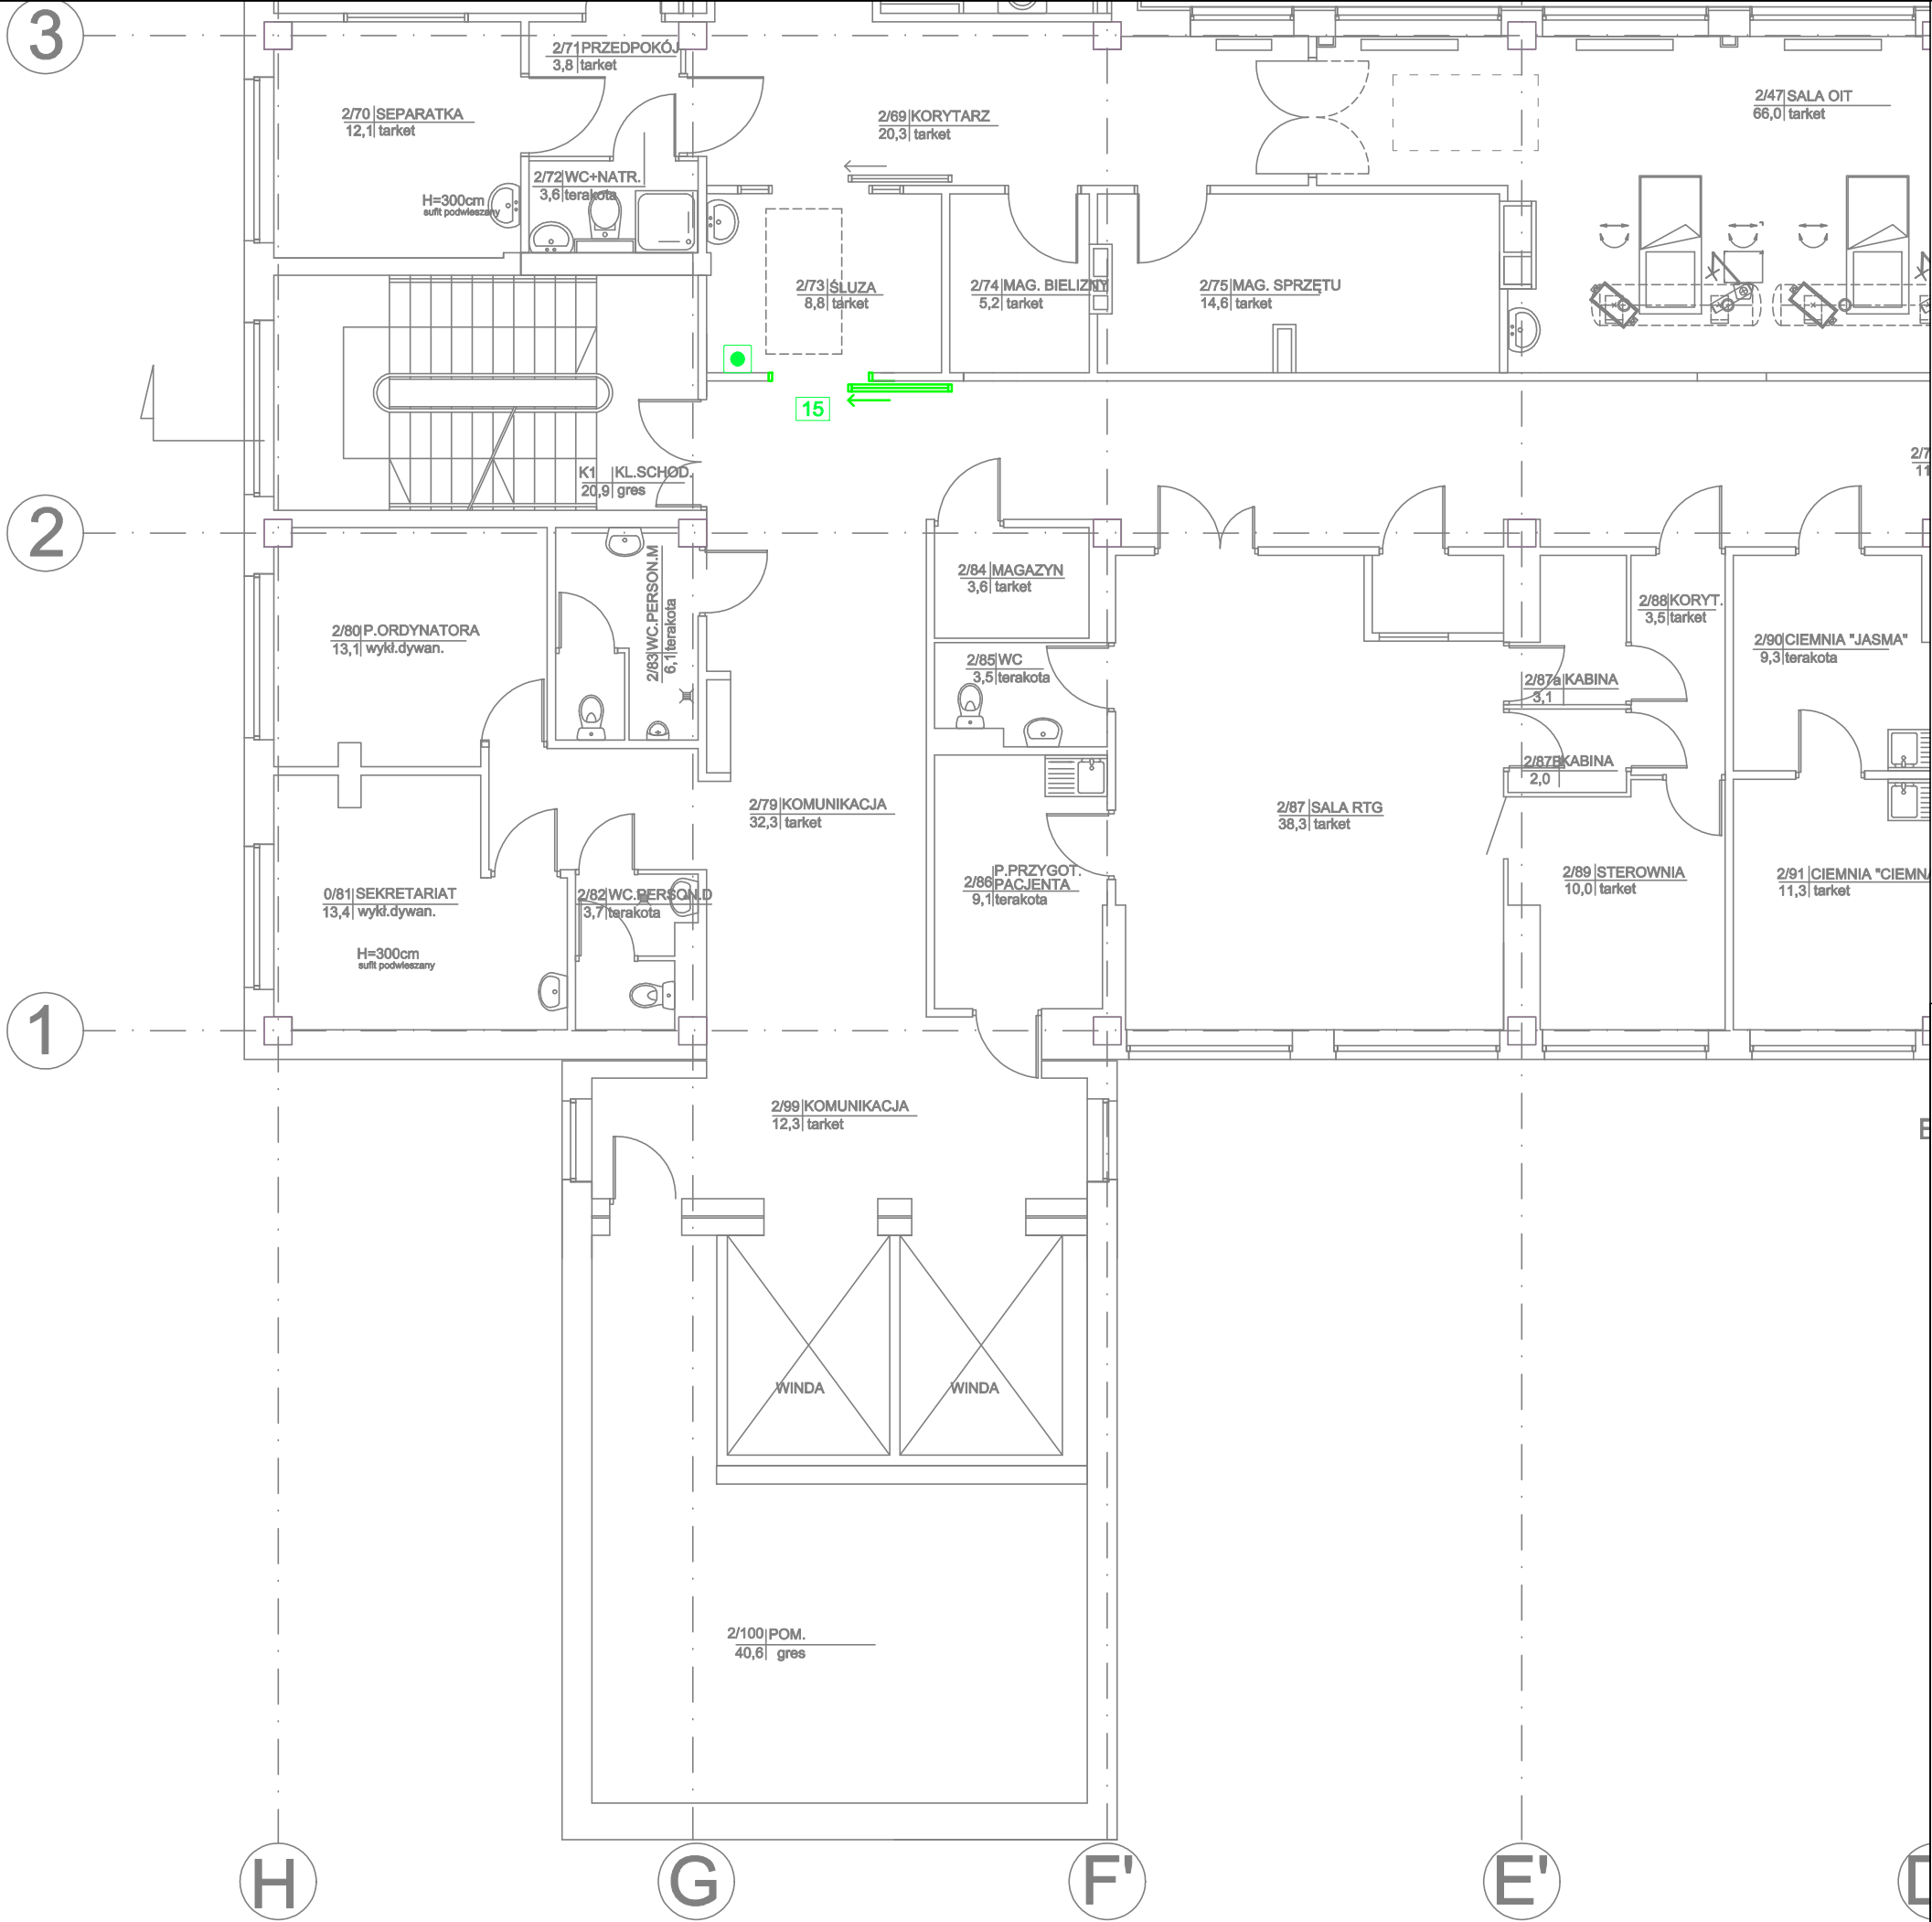 3
2/71 PRZEDPOKÓJ
3,8 tarket
2/70 SEPARATKA
12,1 tarket
2/69 KORYTARZ
20,3 tarket
2/47 SALA OIT
66,0 tarket
2/72 WC+NATR.
3,6 terakota
H=300cm
sufit podwieszany
2/73 ŚLUZA
8,8 tarket
2/74 MAG. BIELIZNY
5,2 tarket
2/75 MAG. SPRZĘTU
14,6 tarket
15
K1 KL.SCHOD.
20,9 gres
2
2/80 P.ORDYNATORA
13,1 wykł.dywan.
2/83 WC.PERSON.M
6,1 terakota
2/84 MAGAZYN
3,6 tarket
2/85 WC
3,5 terakota
2/88 KORYT.
3,5 tarket
2/90 CIEMNIA "JASMA"
9,3 terakota
2/87a KABINA
3,1
2/87B KABINA
2,0
2/79 KOMUNIKACJA
32,3 tarket
2/87 SALA RTG
38,3 tarket
0/81 SEKRETARIAT
13,4 wykł.dywan.
H=300cm
sufit podwieszany
2/82 WC.PERSON.D
3,7 terakota
2/86 P.PRZYGOT.
PACJENTA
9,1 terakota
2/89 STEROWNIA
10,0 tarket
2/91 CIEMNIA "CIEMNA
11,3 tarket
1
2/99 KOMUNIKACJA
12,3 tarket
WINDA WINDA
2/100 POM.
40,6 gres
H G F' E'